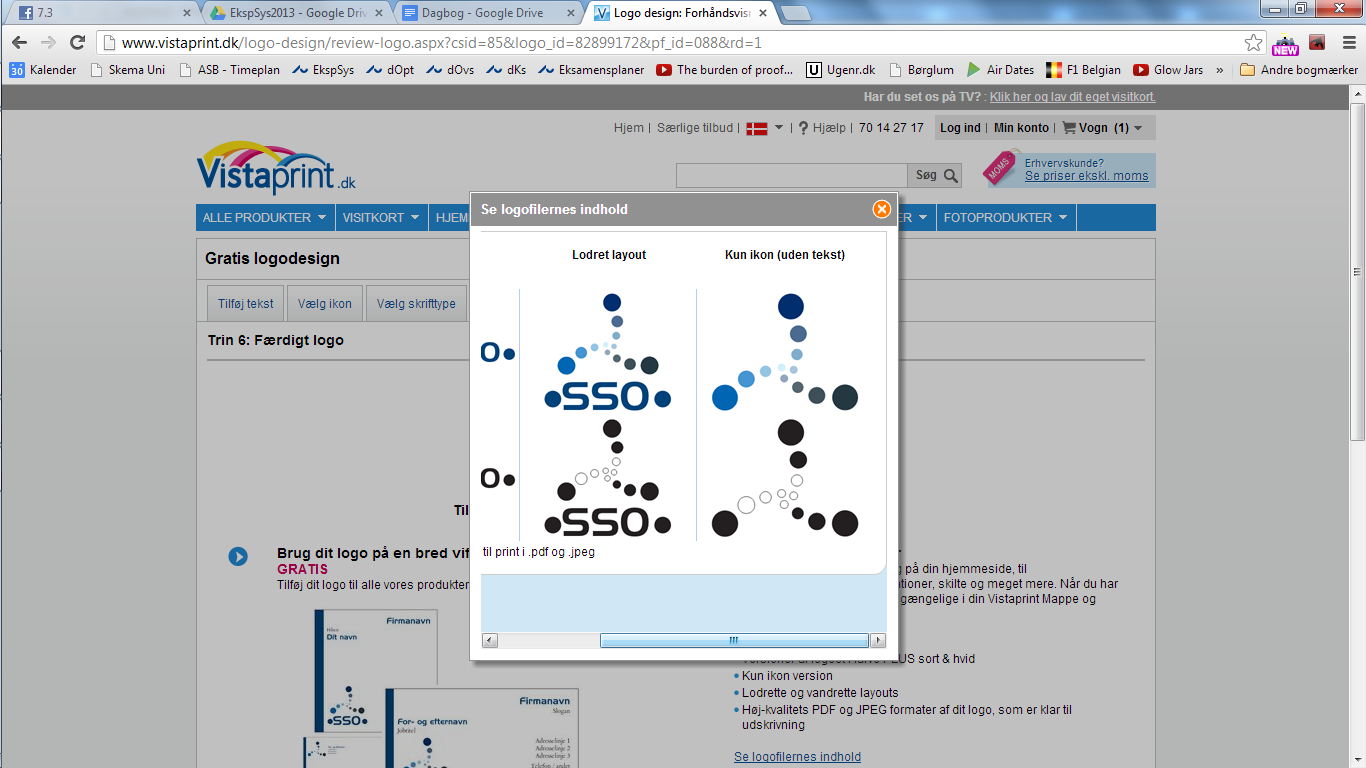 7.3
EkspSys2013 - Google Driv
Dagbog - Google Drive
Logo design: Forhåndsvisn
www.vistaprint.dk/logo-design/review-logo.aspx?csid=85&logo_id=82899172&pf_id=088&rd=1
NEW
30 Kalender
Skema Uni
ASB - Timeplan
EkspSys
dOpt
dOvs
dKs
Eksamensplaner
The burden of proof...
U Ugenr.dk
Børglum
Air Dates
F1 Belgian
Glow Jars
»
Andre bogmærker
Har du set os på TV? : Klik her og lav dit eget visitkort.
Hjem | Særlige tilbud | | ? Hjælp | 70 14 27 17 Log ind | Min konto | Vogn (1)
Vistaprint.dk
Søg
MOMS
Erhvervskunde?
Se priser ekskl. moms
ALLE PRODUKTER
VISITKORT
HJEM
ER
FOTOPRODUKTER
Gratis logodesign
Tilføj tekst
Vælg ikon
Vælg skrifttype
Trin 6: Færdigt logo
Se logofilernes indhold
Lodret layout
Kun ikon (uden tekst)
O
SSO
O
SSO
til print i .pdf og .jpeg
Til
Brug dit logo på en bred vif
GRATIS
Tilføj dit logo til alle vores produkter
Firmanavn
Dit navn
SSO
Firmanavn
Slogan
For- og efternavn
Jobtitel
Adresselinje 1
Adresselinje 2
Adresselinje 3
g på din hjemmeside, til
tioner, skilte og meget mere. Når du har
gængelige i din Vistaprint Mappe og
US sort & hvid
Kun ikon version
Lodrette og vandrette layouts
Høj-kvalitets PDF og JPEG formater af dit logo, som er klar til
udskrivning
Se logofilernes indhold